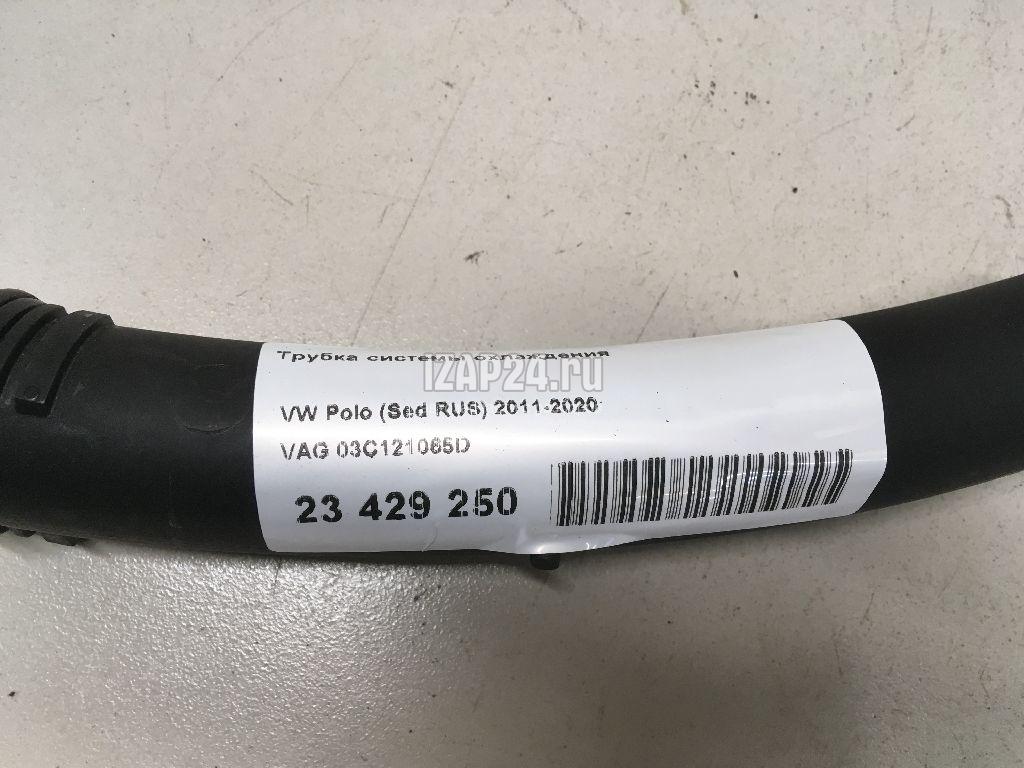 Трубка системы охлаждения
IZAP24.ru
VW Polo (Sed RUS) 2011-2020
VAG 03C121065D
23 429 250